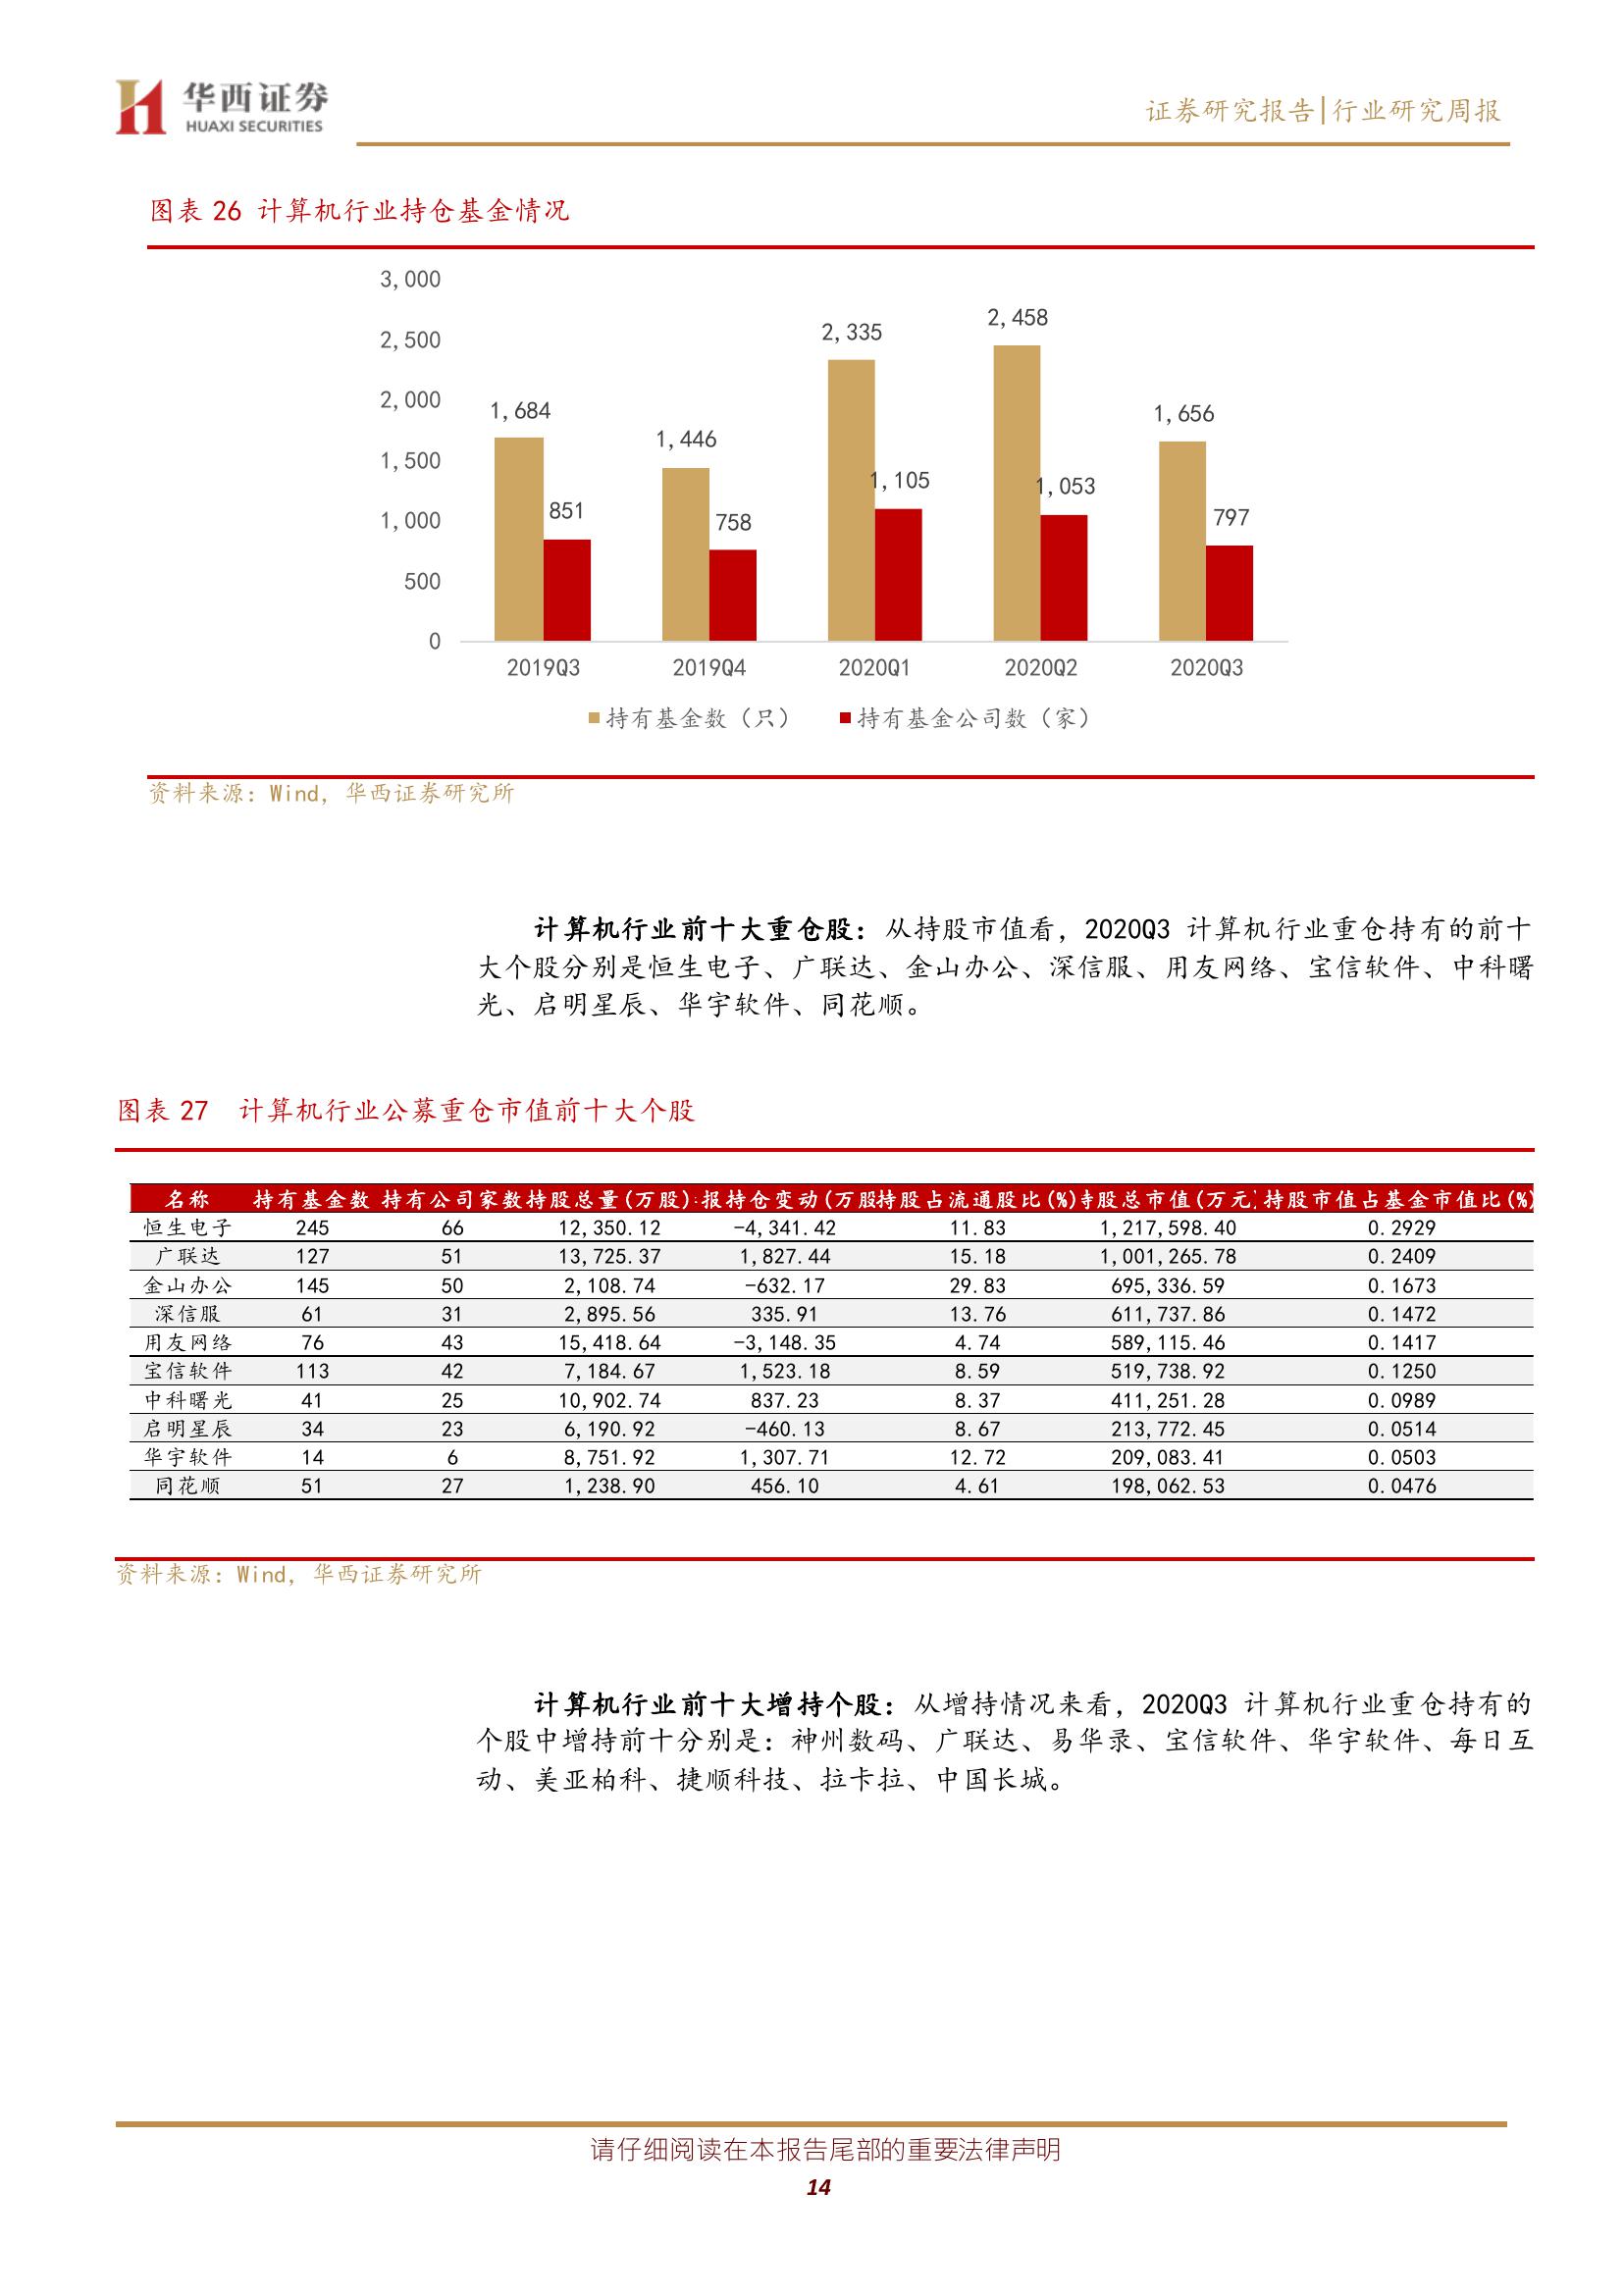 华西证券
HUAXI SECURITIES
证券研究报告|行业研究周报
图表 26 计算机行业持仓基金情况
3,000
2,500
2,000
1,500
1,000
500
0
1,684
851
1,446
758
2,335
1,105
2,458
1,053
1,656
797
2019Q3 2019Q4 2020Q1 2020Q2 2020Q3
持有基金数（只） 持有基金公司数（家）
资料来源：Wind，华西证券研究所
计算机行业前十大重仓股：从持股市值看，2020Q3 计算机行业重仓持有的前十
大个股分别是恒生电子、广联达、金山办公、深信服、用友网络、宝信软件、中科曙
光、启明星辰、华宇软件、同花顺。
图表 27 计算机行业公募重仓市值前十大个股
名称 持有基金数 持有公司家数 持股总量(万股) 报持仓变动(万股 持股占流通股比(%) 持股总市值(万元) 持股市值占基金市值比(%)
恒生电子 245 66 12,350.12 -4,341.42 11.83 1,217,598.40 0.2929
广联达 127 51 13,725.37 1,827.44 15.18 1,001,265.78 0.2409
金山办公 145 50 2,108.74 -632.17 29.83 695,336.59 0.1673
深信服 61 31 2,895.56 335.91 13.76 611,737.86 0.1472
用友网络 76 43 15,418.64 -3,148.35 4.74 589,115.46 0.1417
宝信软件 113 42 7,184.67 1,523.18 8.59 519,738.92 0.1250
中科曙光 41 25 10,902.74 837.23 8.37 411,251.28 0.0989
启明星辰 34 23 6,190.92 -460.13 8.67 213,772.45 0.0514
华宇软件 14 6 8,751.92 1,307.71 12.72 209,083.41 0.0503
同花顺 51 27 1,238.90 456.10 4.61 198,062.53 0.0476
资料来源：Wind，华西证券研究所
计算机行业前十大增持个股：从增持情况来看，2020Q3 计算机行业重仓持有的
个股中增持前十分别是：神州数码、广联达、易华录、宝信软件、华宇软件、每日互
动、美亚柏科、捷顺科技、拉卡拉、中国长城。
请仔细阅读在本报告尾部的重要法律声明
14